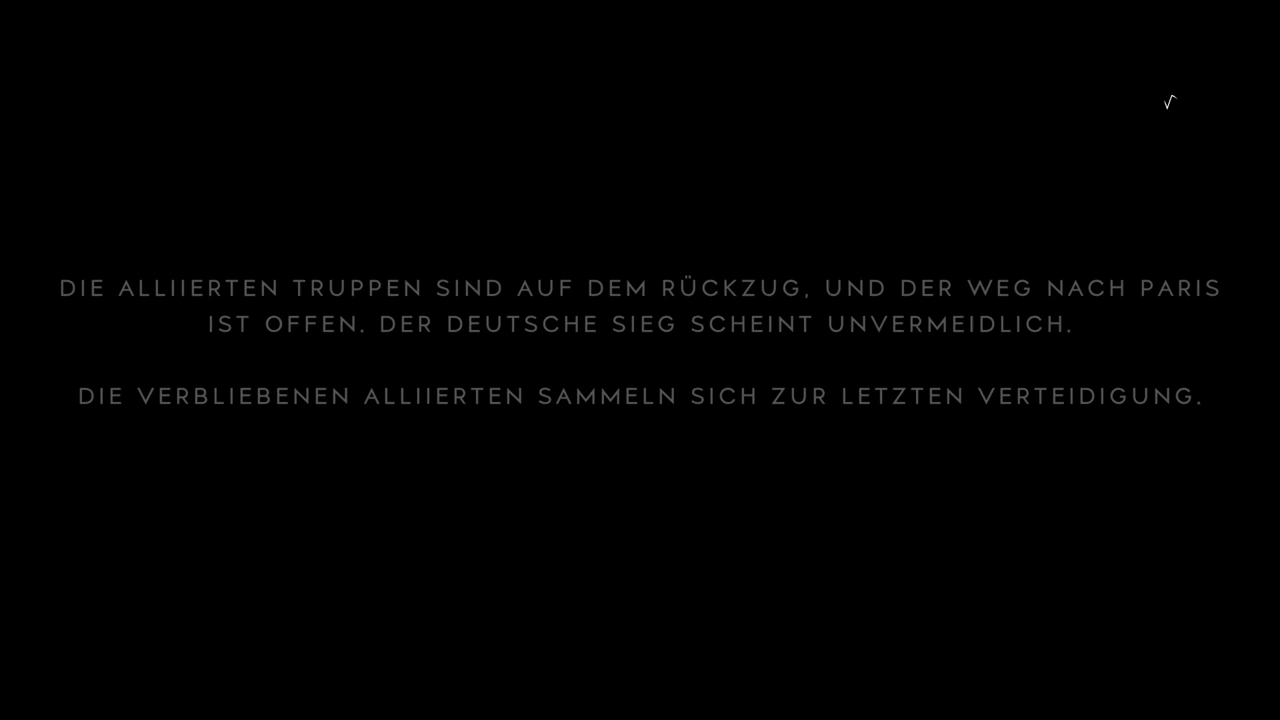 DIE ALLIIERTEN TRUPPEN SIND AUF DEM RÜCKZUG, UND DER WEG NACH PARIS
IST OFFEN. DER DEUTSCHE SIEG SCHEINT UNVERMEIDLICH.
DIE VERBLIEBENEN ALLIIERTEN SAMMELN SICH ZUR LETZTEN VERTEIDIGUNG.